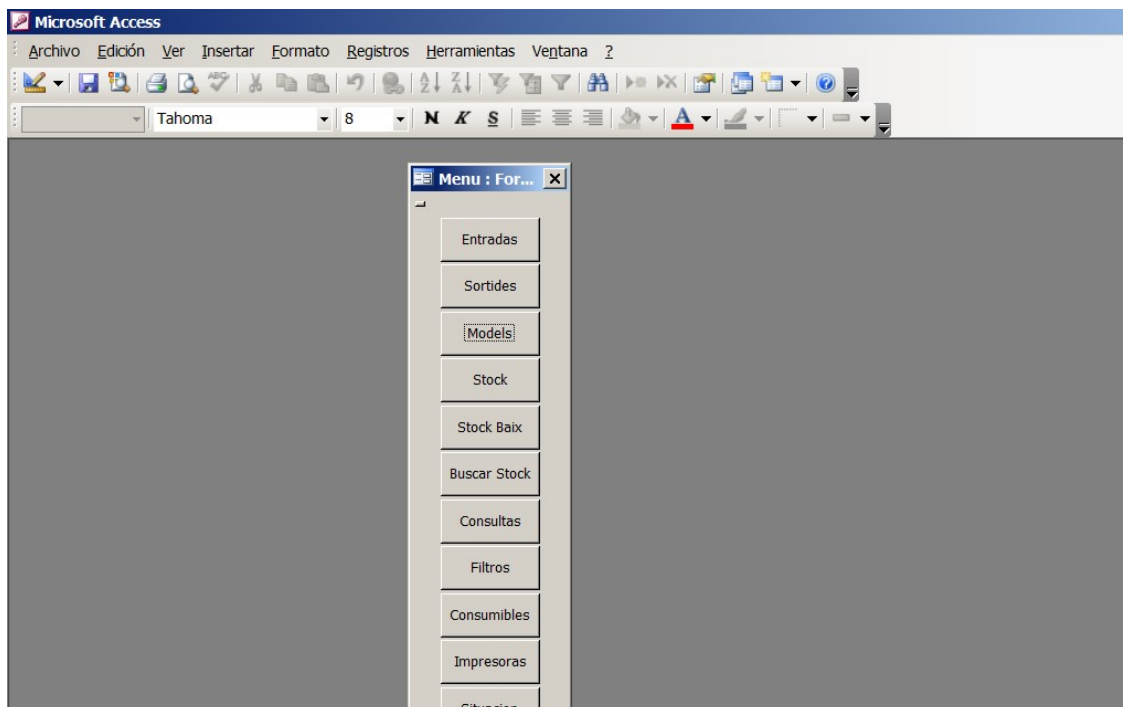 Microsoft Access
Archivo Edición Ver Insertar Formato Registros Herramientas Ventana ?
Tahoma 8 N K S A
Menu : For...
Entradas
Sortides
Models
Stock
Stock Baix
Buscar Stock
Consultas
Filtros
Consumibles
Impresoras